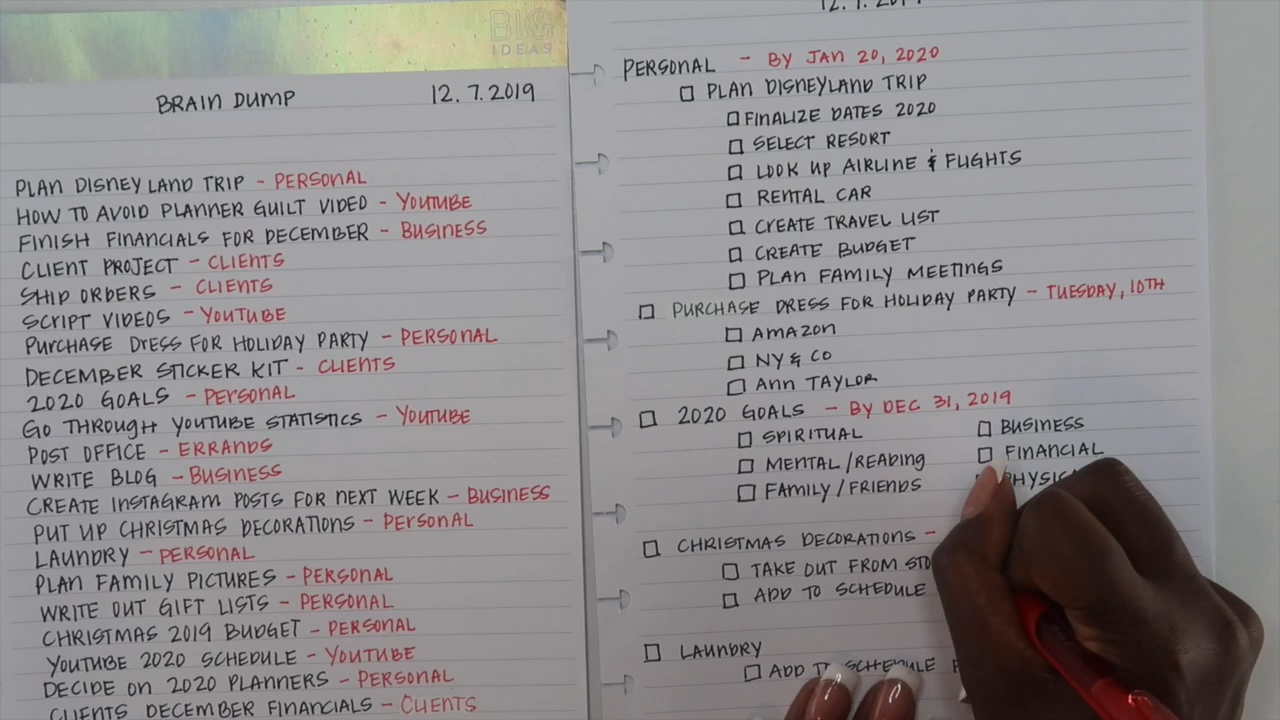 BKS
IDEAS
BRAIN DUMP 12.7.2019
PLAN DISNEYLAND TRIP - PERSONAL
HOW TO AVOID PLANNER GUILT VIDEO - YOUTUBE
FINISH FINANCIALS FOR DECEMBER - BUSINESS
CLIENT PROJECT - CLIENTS
SHIP ORDERS - CLIENTS
SCRIPT VIDEOS - YOUTUBE
PURCHASE DRESS FOR HOLIDAY PARTY - PERSONAL
DECEMBER STICKER KIT - CLIENTS
2020 GOALS - PERSONAL
GO THROUGH YOUTUBE STATISTICS - YOUTUBE
POST OFFICE - ERRANDS
WRITE BLOG - BUSINESS
CREATE INSTAGRAM POSTS FOR NEXT WEEK - BUSINESS
PUT UP CHRISTMAS DECORATIONS - PERSONAL
LAUNDRY - PERSONAL
PLAN FAMILY PICTURES - PERSONAL
WRITE OUT GIFT LISTS - PERSONAL
CHRISTMAS 2019 BUDGET - PERSONAL
YOUTUBE 2020 SCHEDULE - YOUTUBE
DECIDE ON 2020 PLANNERS - PERSONAL
CLIENTS DECEMBER FINANCIALS - CLIENTS
12.7.2019
PERSONAL - BY JAN 20, 2020
PLAN DISNEYLAND TRIP
FINALIZE DATES 2020
SELECT RESORT
LOOK UP AIRLINE & FLIGHTS
RENTAL CAR
CREATE TRAVEL LIST
CREATE BUDGET
PLAN FAMILY MEETINGS
PURCHASE DRESS FOR HOLIDAY PARTY - TUESDAY, 10TH
AMAZON
NY & CO
ANN TAYLOR
2020 GOALS - BY DEC 31, 2019
SPIRITUAL
MENTAL/READING
FAMILY/FRIENDS
BUSINESS
FINANCIAL
CHRISTMAS DECORATIONS -
TAKE OUT FROM
ADD TO SCHEDULE
LAUNDRY
ADD TO SCHEDULE